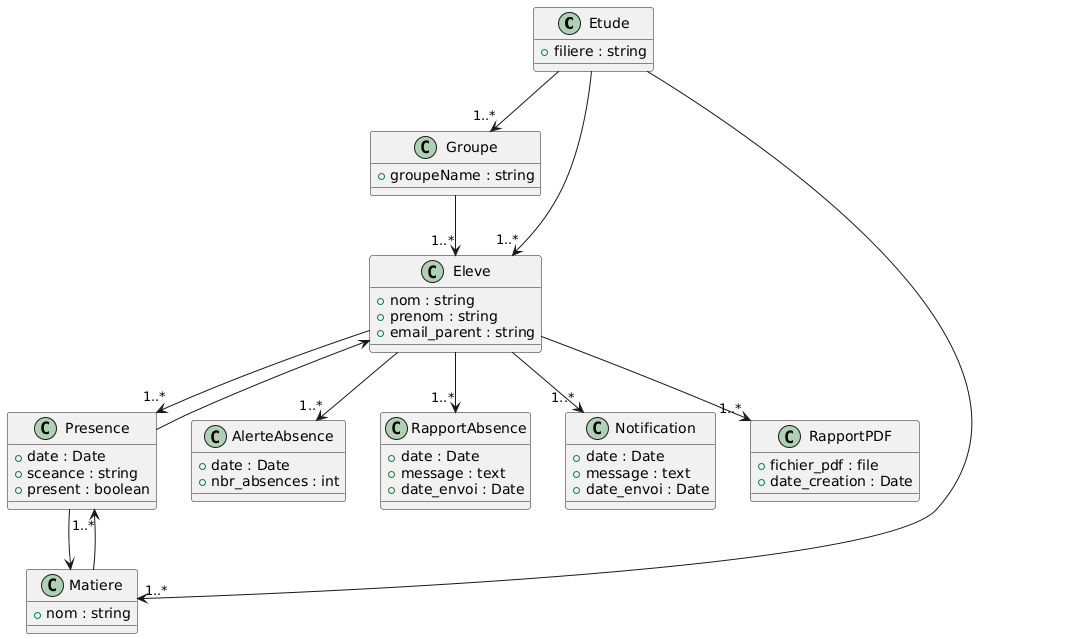 C Etude
filiere : string
1..*
C Groupe
groupeName : string
1..*
1..*
C Eleve
nom : string
prenom : string
email_parent : string
1..*
1..*
1..*
1..*
1..*
C Presence
date : Date
sceance : string
present : boolean
C AlerteAbsence
date : Date
nbr_absences : int
C RapportAbsence
date : Date
message : text
date_envoi : Date
C Notification
date : Date
message : text
date_envoi : Date
C RapportPDF
fichier_pdf : file
date_creation : Date
1..*
C Matiere
nom : string
1..*